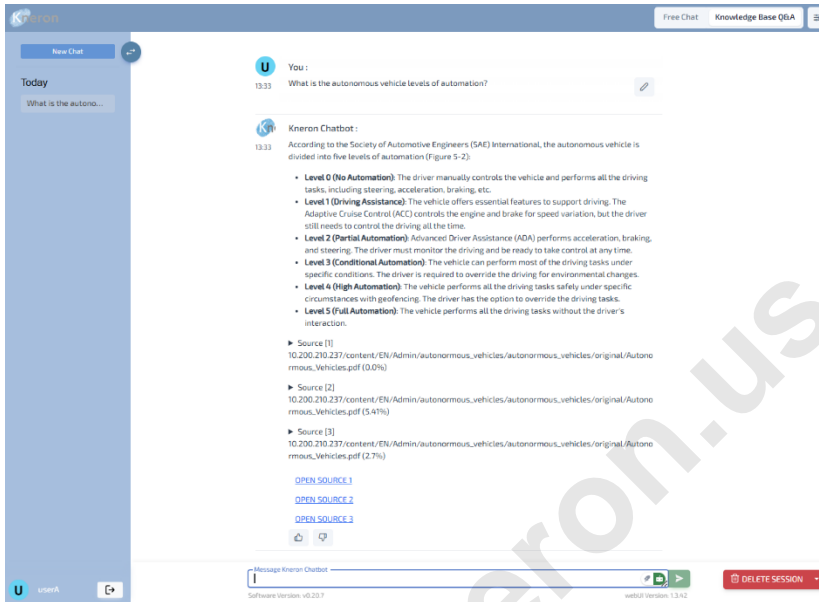 Kneron
Free Chat
Knowledge Base Q&A
New Chat
Today
What is the autono...
U
You :
13:33
What is the autonomous vehicle levels of automation?
Kn
Kneron Chatbot :
13:33
According to the Society of Automotive Engineers (SAE) International, the autonomous vehicle is
divided into five levels of automation (Figure 5-2):
• Level 0 (No Automation): The driver manually controls the vehicle and performs all the driving
tasks, including steering, acceleration, braking, etc.
• Level 1 (Driving Assistance): The vehicle offers essential features to support driving. The
Adaptive Cruise Control (ACC) controls the engine and brake for speed variation, but the driver
still needs to control the driving all the time.
• Level 2 (Partial Automation): Advanced Driver Assistance (ADA) performs acceleration, braking,
and steering. The driver must monitor the driving and be ready to take control at any time.
• Level 3 (Conditional Automation): The vehicle can perform most of the driving tasks under
specific conditions. The driver is required to override the driving for environmental changes.
• Level 4 (High Automation): The vehicle performs all the driving tasks safely under specific
circumstances with geofencing. The driver has the option to override the driving tasks.
• Level 5 (Full Automation): The vehicle performs all the driving tasks without the driver's
interaction.
▶ Source [1]
10.200.210.237/content/EN/Admin/autonormous_vehicles/autonormous_vehicles/original/Autono
rmous_Vehicles.pdf (0.0%)
▶ Source [2]
10.200.210.237/content/EN/Admin/autonormous_vehicles/autonormous_vehicles/original/Autono
rmous_Vehicles.pdf (5.41%)
▶ Source [3]
10.200.210.237/content/EN/Admin/autonormous_vehicles/autonormous_vehicles/original/Autono
rmous_Vehicles.pdf (2.7%)
OPEN SOURCE 1
OPEN SOURCE 2
OPEN SOURCE 3
Message Kneron Chatbot
DELETE SESSION
U
userA
Software Version: v0.20.7
webUI Version: 1.3.42
eron.us